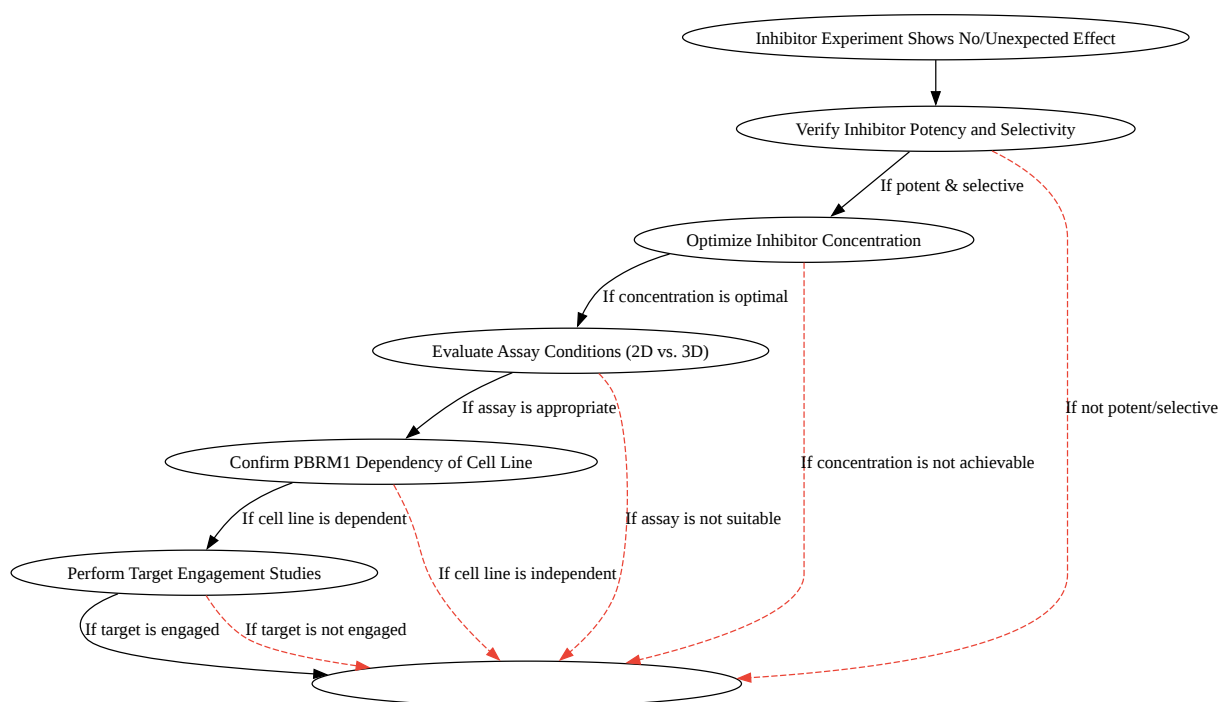 Inhibitor Experiment Shows No/Unexpected Effect
Verify Inhibitor Potency and Selectivity
If potent & selective
Optimize Inhibitor Concentration
If concentration is optimal
Evaluate Assay Conditions (2D vs. 3D)
If assay is appropriate
If not potent/selective
Confirm PBRM1 Dependency of Cell Line
If concentration is not achievable
If cell line is dependent
If assay is not suitable
Perform Target Engagement Studies
If cell line is independent
If target is engaged
If target is not engaged